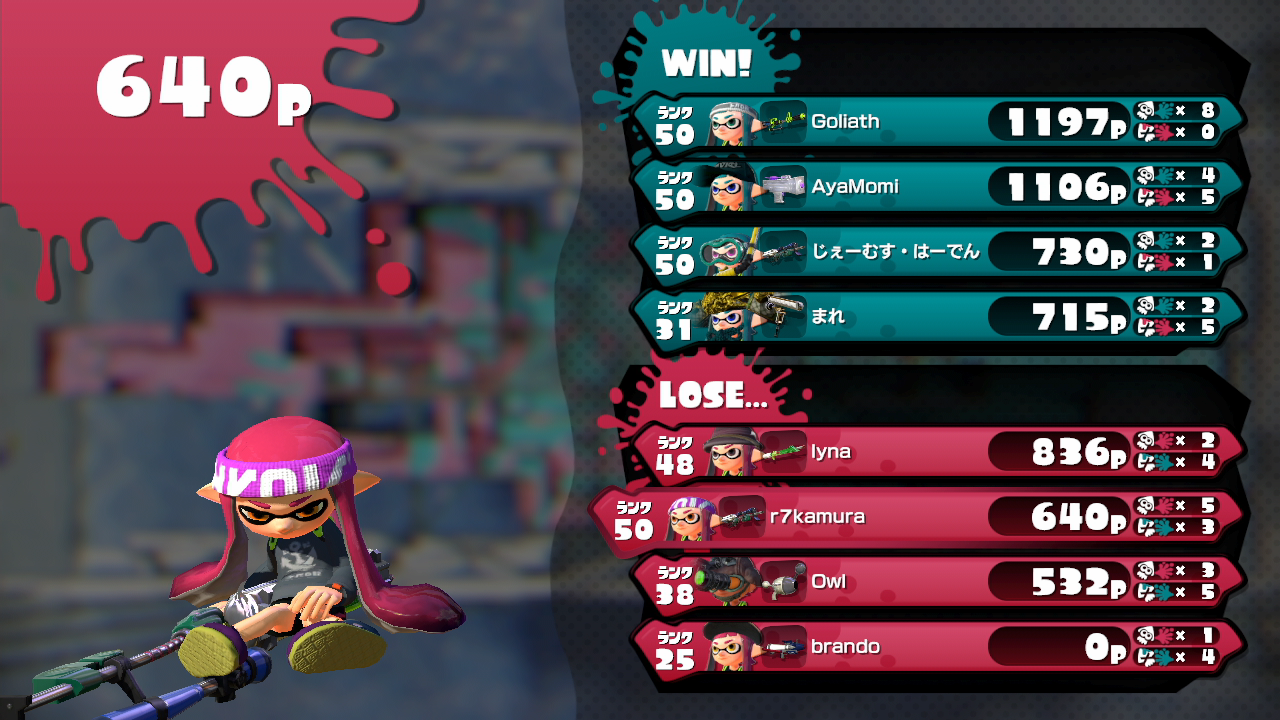 640p
WIN!
ランク 50 Goliath 1197p × 8 × 0
ランク 50 AyaMomi 1106p × 4 × 5
ランク 50 じぇーむす・はーでん 730p × 2 × 1
ランク 31 まれ 715p × 2 × 5
LOSE...
ランク 48 lyna 836p × 2 × 4
ランク 50 r7kamura 640p × 5 × 3
ランク 38 Owl 532p × 3 × 5
ランク 25 brando 0p × 1 × 4